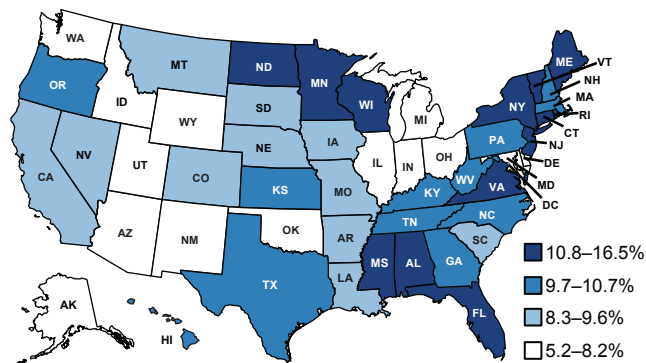 WA
MT
ND
MN
ME
VT
NH
MA
RI
CT
NJ
DE
MD
DC
OR
ID
WY
SD
WI
MI
NY
PA
NV
CA
UT
CO
NE
IA
IL
IN
OH
WV
VA
KS
MO
KY
NC
TN
SC
AZ
NM
OK
AR
MS
AL
GA
TX
LA
FL
AK
HI
10.8–16.5%
9.7–10.7%
8.3–9.6%
5.2–8.2%